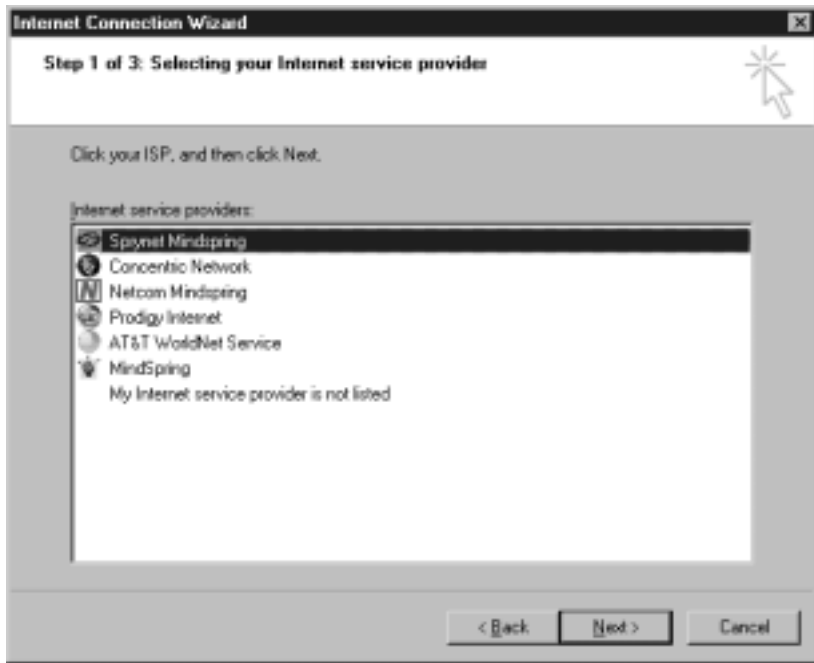 Internet Connection Wizard
Step 1 of 3: Selecting your Internet service provider
Click your ISP, and then click Next.
Internet service providers:
Sprynet Mindspring
Concentric Network
Netcom Mindspring
Prodigy Internet
AT&T WorldNet Service
MindSpring
My Internet service provider is not listed
< Back
Next >
Cancel